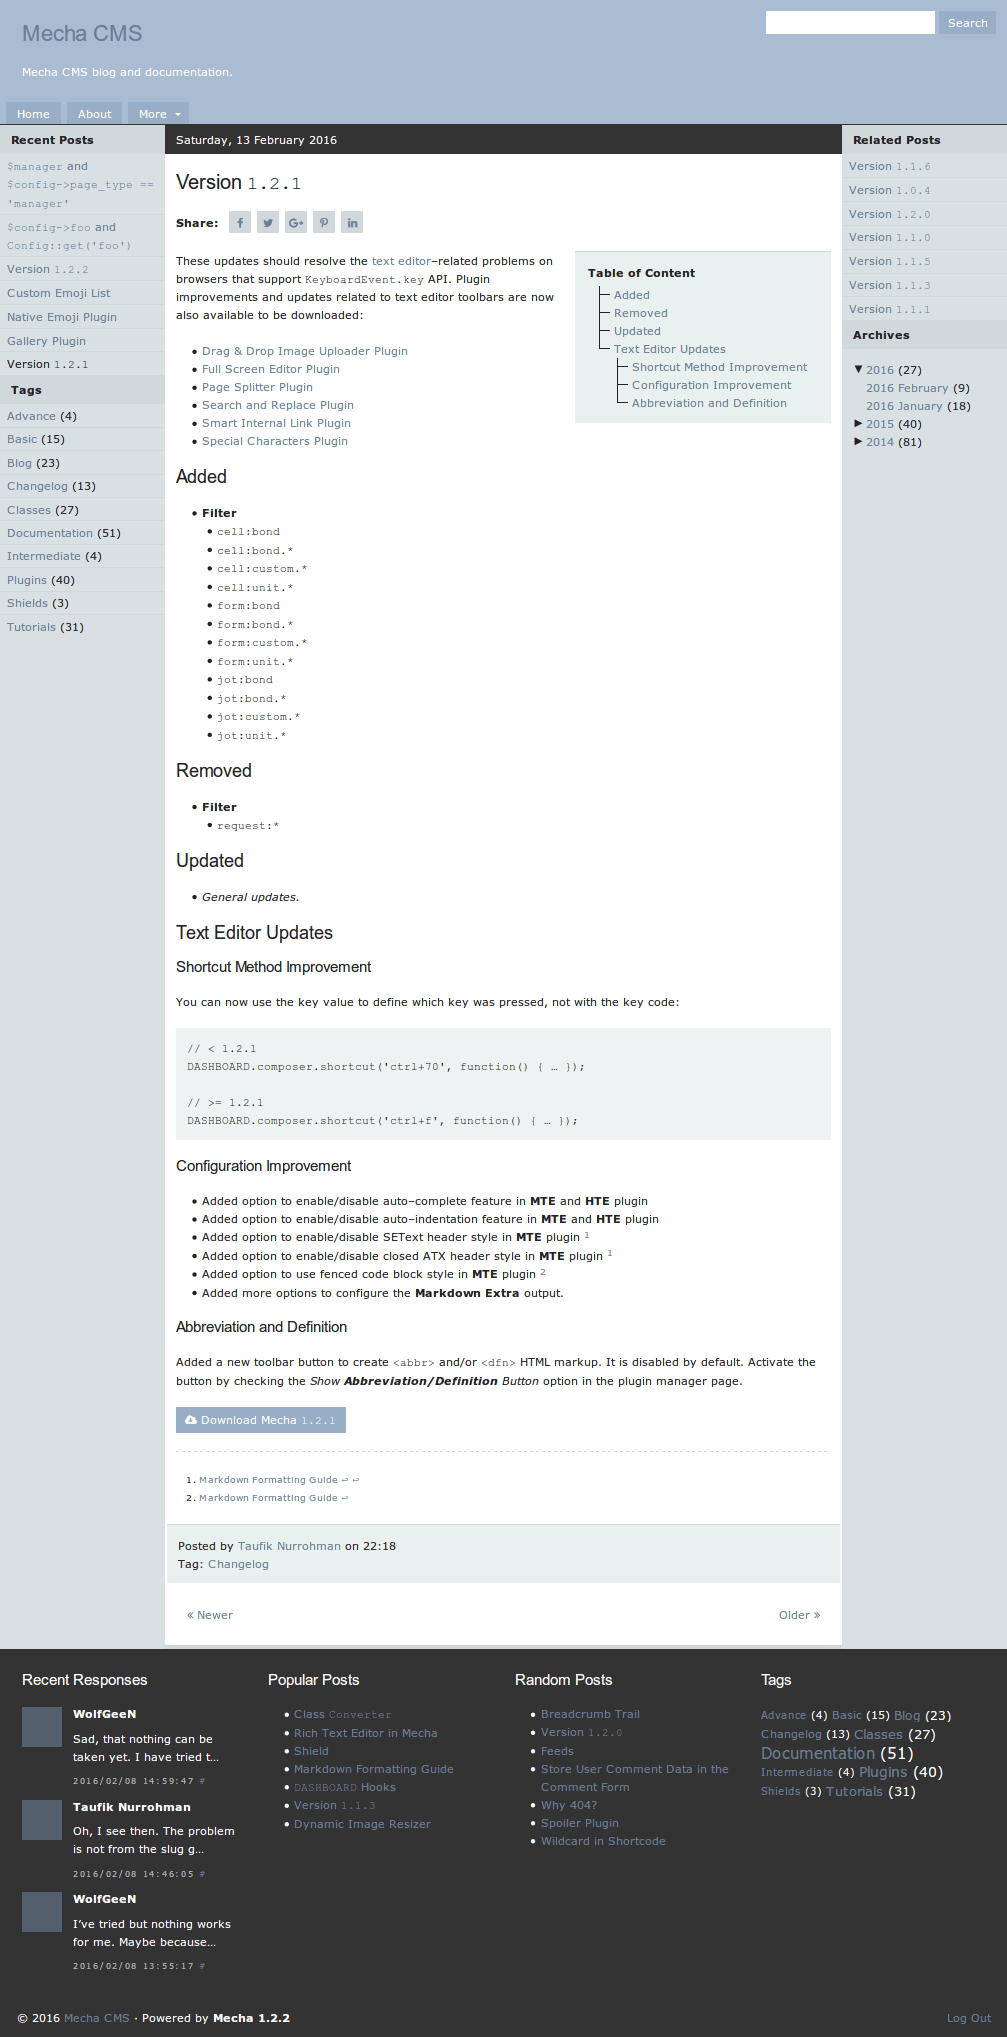 Mecha CMS
Search
Mecha CMS blog and documentation.
Home
About
More
Recent Posts
$manager and
$config->page_type ==
'manager'
$config->foo and
Config::get('foo')
Version 1.2.2
Custom Emoji List
Native Emoji Plugin
Gallery Plugin
Version 1.2.1
Tags
Advance (4)
Basic (15)
Blog (23)
Changelog (13)
Classes (27)
Documentation (51)
Intermediate (4)
Plugins (40)
Shields (3)
Tutorials (31)
Saturday, 13 February 2016
Version 1.2.1
Share:
These updates should resolve the text editor–related problems on
browsers that support KeyboardEvent.key API. Plugin
improvements and updates related to text editor toolbars are now
also available to be downloaded:
• Drag & Drop Image Uploader Plugin
• Full Screen Editor Plugin
• Page Splitter Plugin
• Search and Replace Plugin
• Smart Internal Link Plugin
• Special Characters Plugin
Table of Content
Added
Removed
Updated
Text Editor Updates
Shortcut Method Improvement
Configuration Improvement
Abbreviation and Definition
Added
• Filter
• cell:bond
• cell:bond.*
• cell:custom.*
• cell:unit.*
• form:bond
• form:bond.*
• form:custom.*
• form:unit.*
• jot:bond
• jot:bond.*
• jot:custom.*
• jot:unit.*
Removed
• Filter
• request:*
Updated
• General updates.
Text Editor Updates
Shortcut Method Improvement
You can now use the key value to define which key was pressed, not with the key code:
// < 1.2.1
DASHBOARD.composer.shortcut('ctrl+70', function() { … });
// >= 1.2.1
DASHBOARD.composer.shortcut('ctrl+f', function() { … });
Configuration Improvement
• Added option to enable/disable auto–complete feature in MTE and HTE plugin
• Added option to enable/disable auto–indentation feature in MTE and HTE plugin
• Added option to enable/disable SEText header style in MTE plugin 1
• Added option to enable/disable closed ATX header style in MTE plugin 1
• Added option to use fenced code block style in MTE plugin 2
• Added more options to configure the Markdown Extra output.
Abbreviation and Definition
Added a new toolbar button to create <abbr> and/or <dfn> HTML markup. It is disabled by default. Activate the
button by checking the Show Abbreviation/Definition Button option in the plugin manager page.
Download Mecha 1.2.1
1. Markdown Formatting Guide ↩ ↩
2. Markdown Formatting Guide ↩
Posted by Taufik Nurrohman on 22:18
Tag: Changelog
« Newer
Older »
Related Posts
Version 1.1.6
Version 1.0.4
Version 1.2.0
Version 1.1.0
Version 1.1.5
Version 1.1.3
Version 1.1.1
Archives
▼ 2016 (27)
2016 February (9)
2016 January (18)
► 2015 (40)
► 2014 (81)
Recent Responses
WolfGeeN
Sad, that nothing can be
taken yet. I have tried t…
2016/02/08 14:59:47 #
Taufik Nurrohman
Oh, I see then. The problem
is not from the slug g…
2016/02/08 14:46:05 #
WolfGeeN
I’ve tried but nothing works
for me. Maybe because…
2016/02/08 13:55:17 #
Popular Posts
• Class Converter
• Rich Text Editor in Mecha
• Shield
• Markdown Formatting Guide
• DASHBOARD Hooks
• Version 1.1.3
• Dynamic Image Resizer
Random Posts
• Breadcrumb Trail
• Version 1.2.0
• Feeds
• Store User Comment Data in the
Comment Form
• Why 404?
• Spoiler Plugin
• Wildcard in Shortcode
Tags
Advance (4) Basic (15) Blog (23)
Changelog (13) Classes (27)
Documentation (51)
Intermediate (4) Plugins (40)
Shields (3) Tutorials (31)
© 2016 Mecha CMS · Powered by Mecha 1.2.2
Log Out